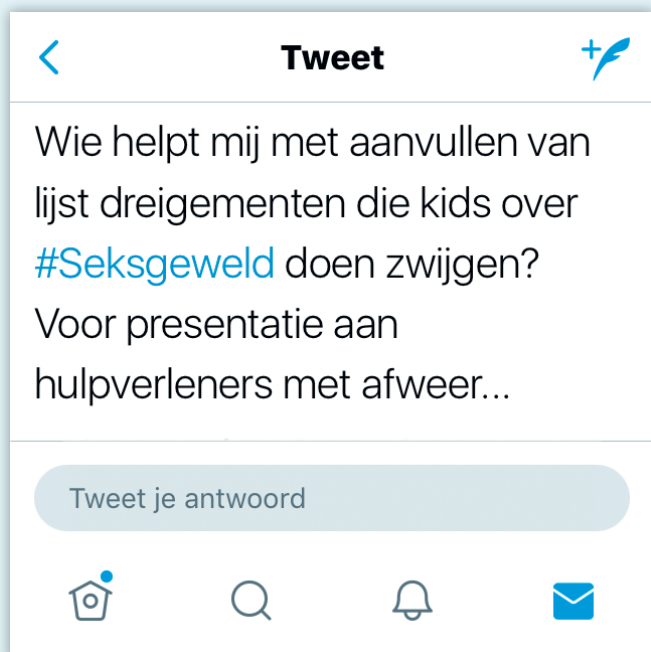 Tweet
Wie helpt mij met aanvullen van
lijst dreigementen die kids over
#Seksgeweld doen zwijgen?
Voor presentatie aan
hulpverleners met afweer...
Tweet je antwoord